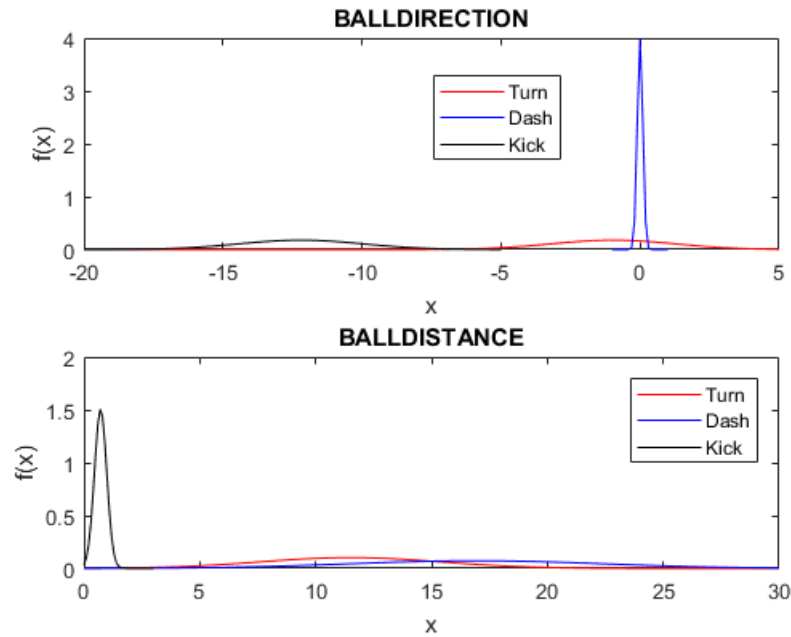 BALLDIRECTION
4
3
2
1
0
f(x)
Turn
Dash
Kick
-20 -15 -10 -5 0 5
x
BALLDISTANCE
2
1.5
1
0.5
0
f(x)
Turn
Dash
Kick
0 5 10 15 20 25 30
x